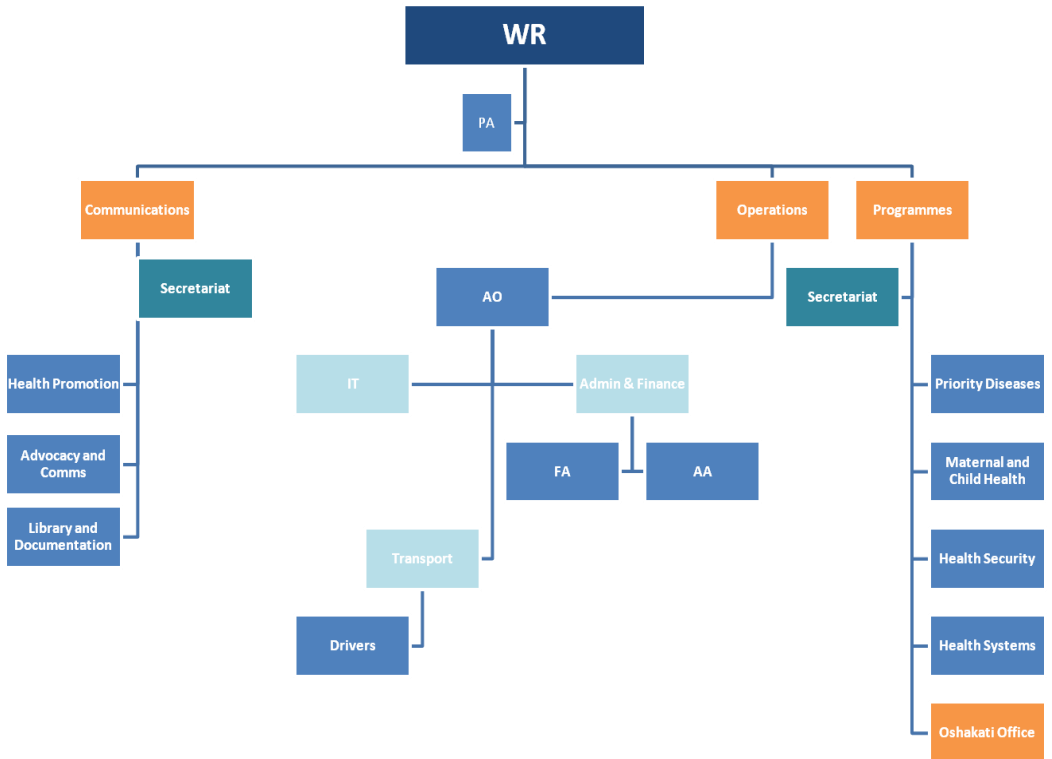 WR
PA
Communications
Operations
Programmes
Secretariat
AO
Secretariat
Health Promotion
IT
Admin & Finance
Priority Diseases
Advocacy and
Comms
FA
AA
Maternal and
Child Health
Library and
Documentation
Transport
Health Security
Drivers
Health Systems
Oshakati Office